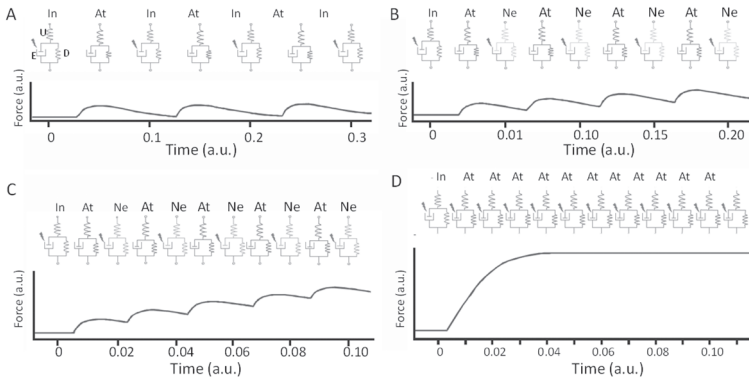 A
In At In At In At In
U
E D
Force (a.u.)
0 0.1 0.2 0.3
Time (a.u.)
B
In At Ne At Ne At Ne At Ne
Force (a.u.)
0 0.01 0.10 0.15 0.20
Time (a.u.)
C
In At Ne At Ne At Ne At Ne At Ne
Force (a.u.)
0 0.02 0.04 0.06 0.08 0.10
Time (a.u.)
D
In At At At At At At At At At At
Force (a.u.)
0 0.02 0.04 0.06 0.08 0.10
Time (a.u.)